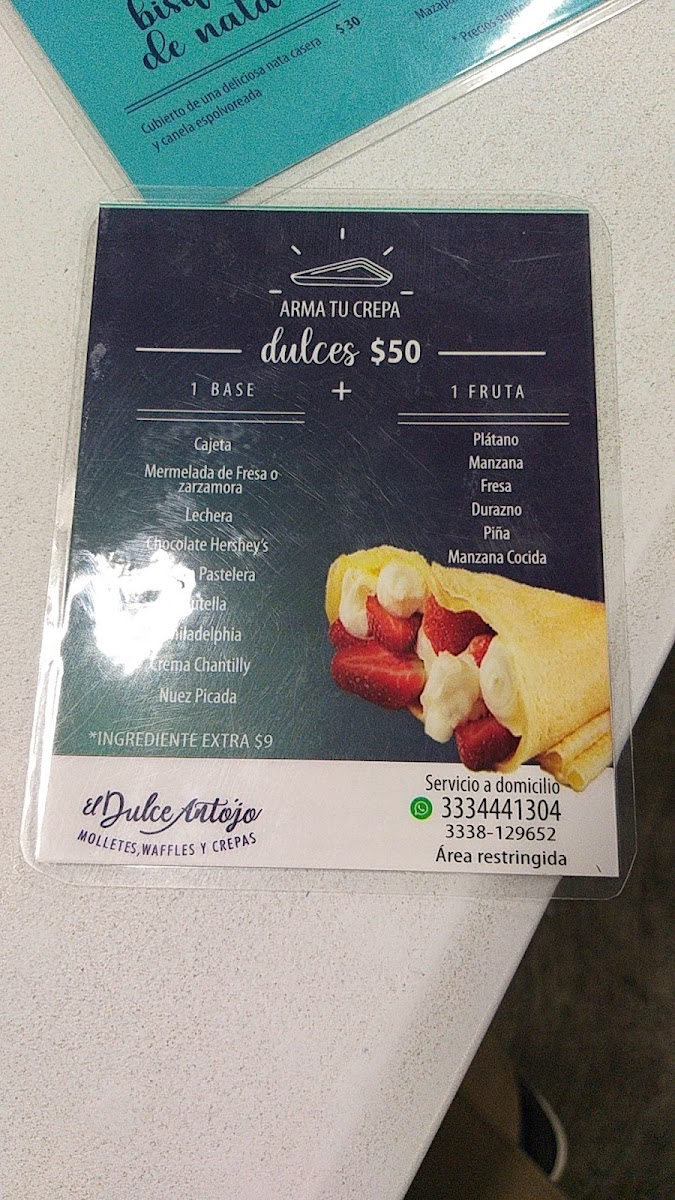 de nata
Cubierto de una deliciosa nata casera $30
y canela espolvoreada
* Precios
ARMA TU CREPA
dulces $50
1 BASE + 1 FRUTA
Cajeta
Mermelada de Fresa o
zarzamora
Lechera
Chocolate Hershey's
Pastelera
Crema Chantilly
Nuez Picada
*INGREDIENTE EXTRA $9
Plátano
Manzana
Fresa
Durazno
Piña
Manzana Cocida
El Dulce Antojo
MOLLETES, WAFFLES Y CREPAS
Servicio a domicilio
3334441304
3338-129652
Área restringida